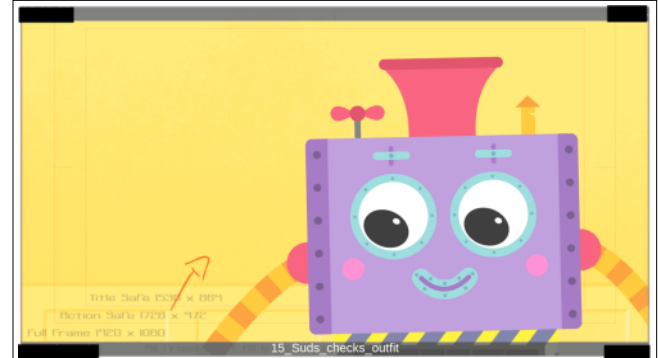 Title Safe 1536 x 864
Action Safe 1728 x 972
Full Frame 1920 x 1080
15_Suds_checks_outfit